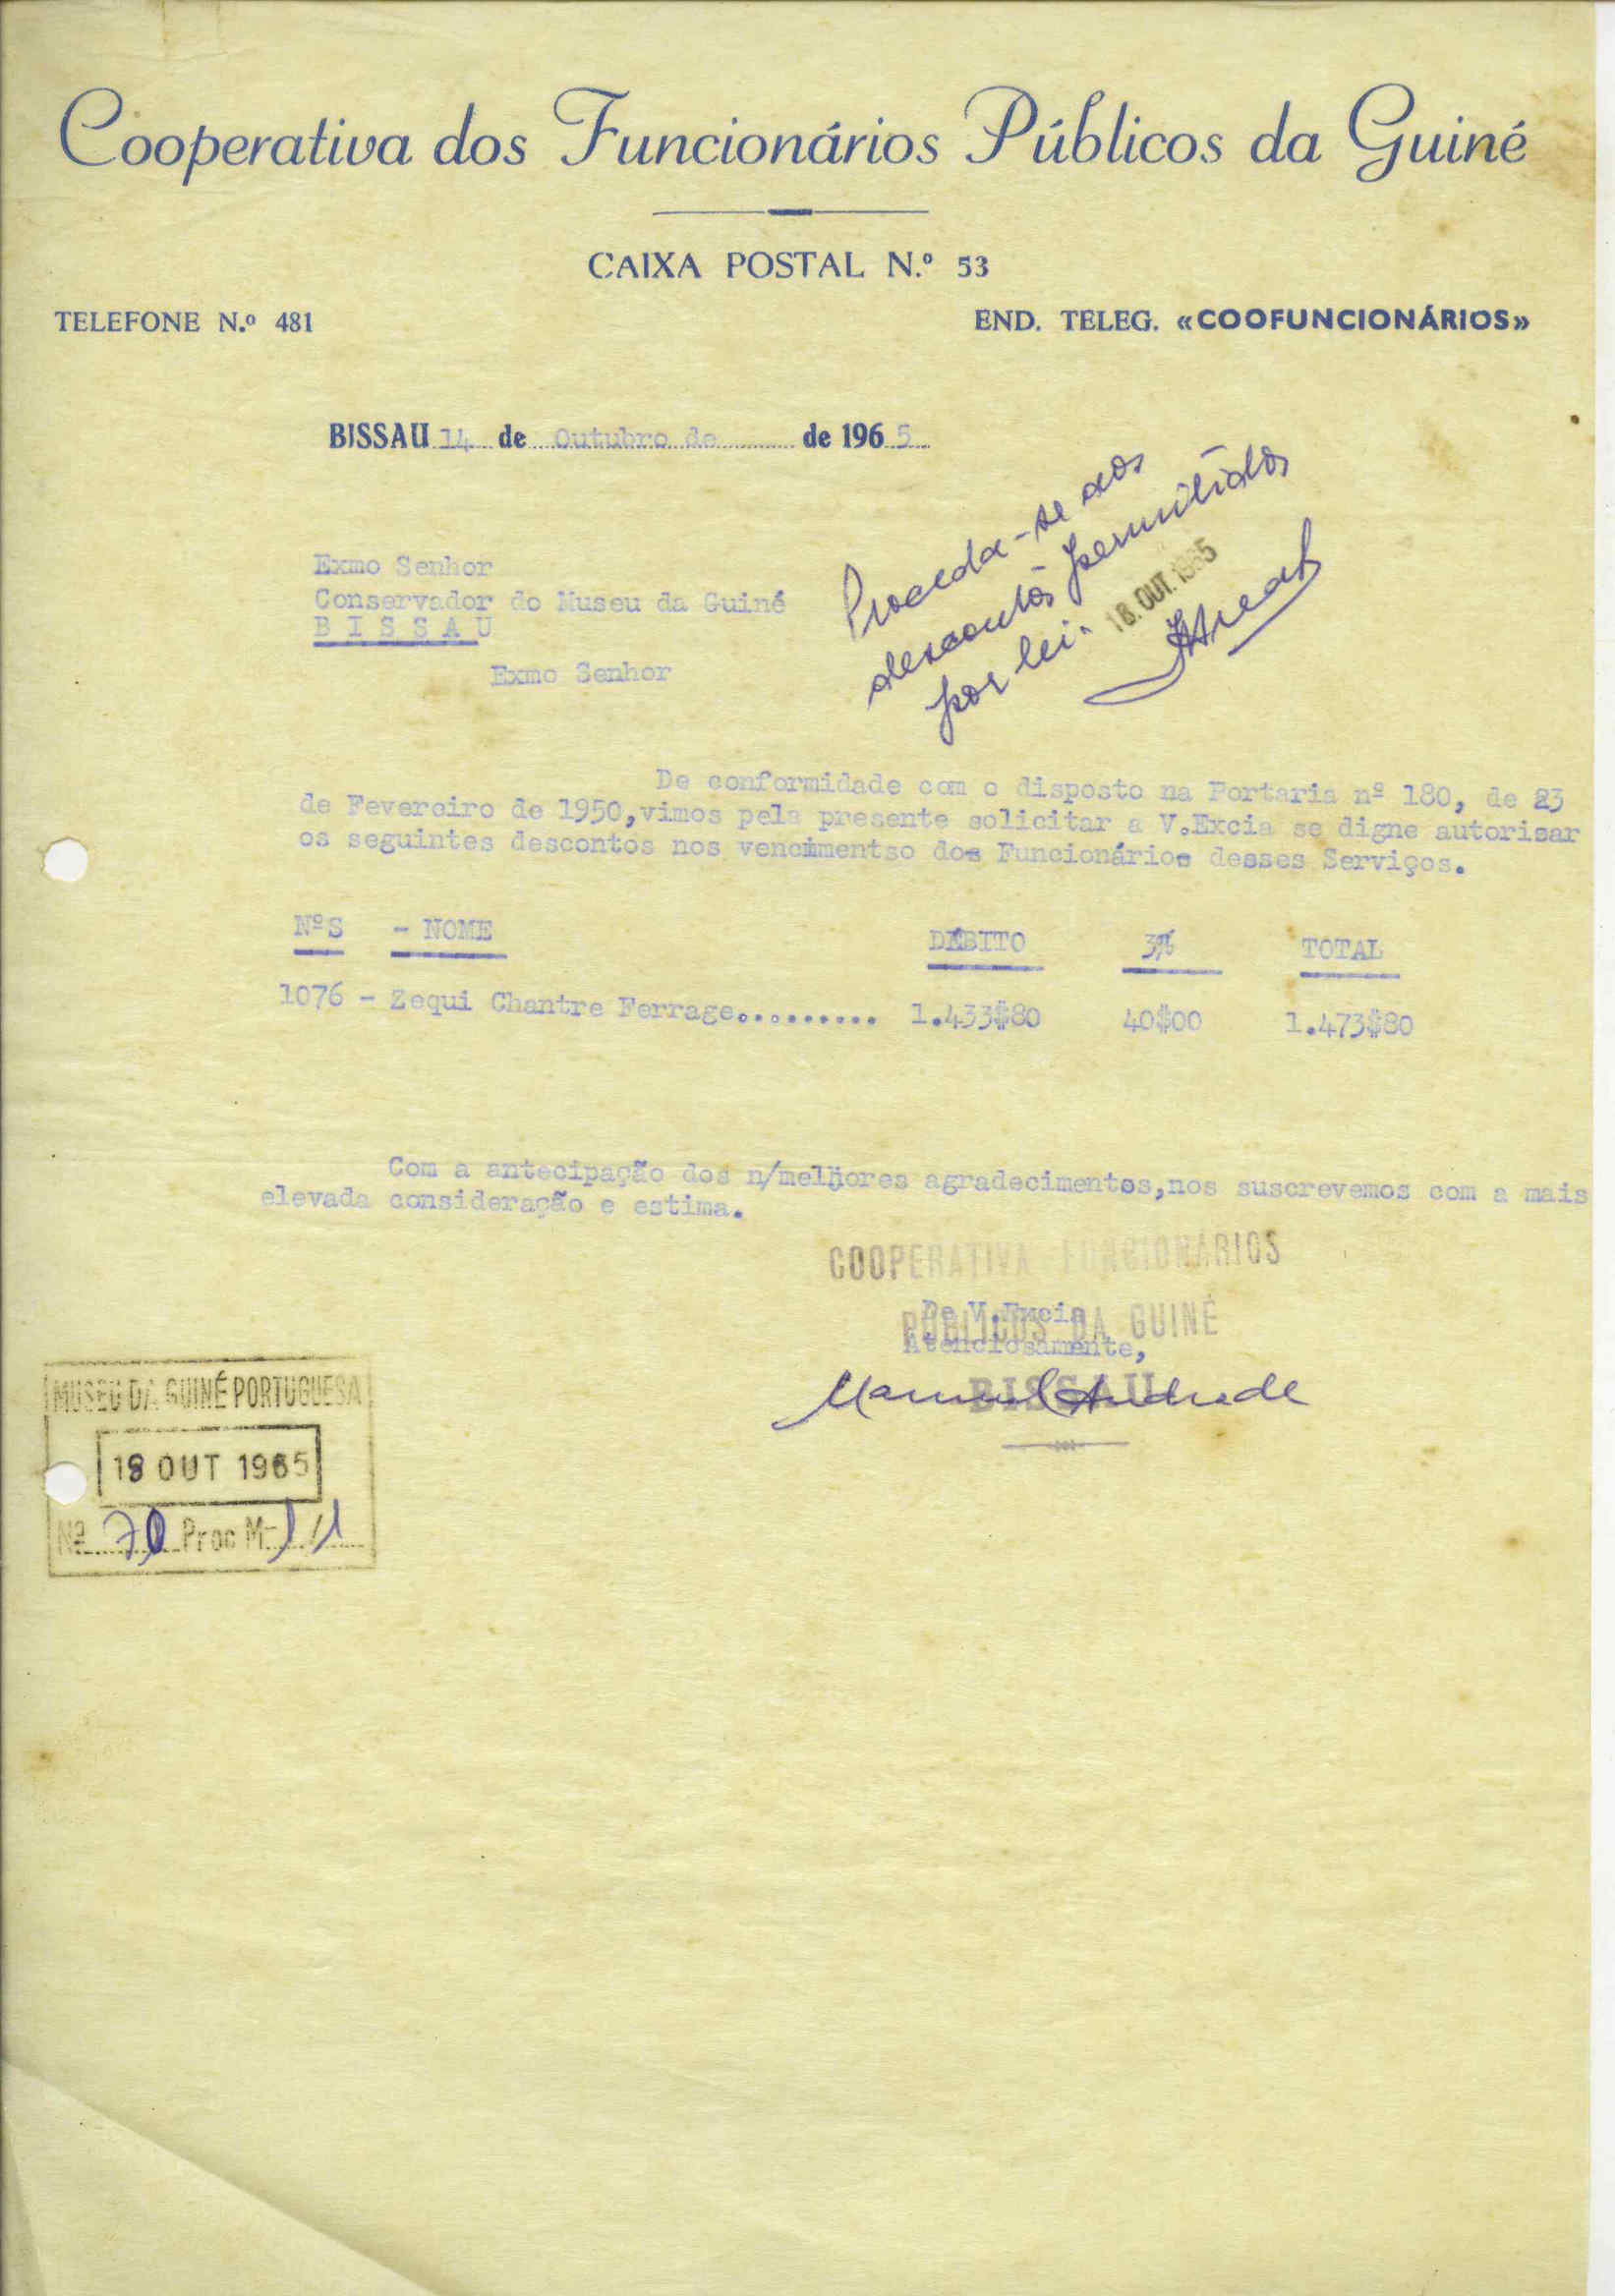 Cooperativa dos Funcionários Públicos da Guiné
CAIXA POSTAL N.º 53
TELEFONE N.º 481
END. TELEG. «COOFUNCIONÁRIOS»
BISSAU 14 de Outubro de de 1965
Proceda-se aos
descontos permitidos
por lei.
18.OUT.1965
Exmo Senhor
Conservador do Museu da Guiné
BISSAU
Exmo Senhor
De conformidade com o disposto na Portaria nº 180, de 23
de Fevereiro de 1950,vimos pela presente solicitar a V.Excia se digne autorisar
os seguintes descontos nos vencimentso dos Funcionários desses Serviços.
NºS - NOME DÉBITO 3% TOTAL
1076 - Zequi Chantre Ferrage.......... 1.433$80 40$00 1.473$80
Com a antecipação dos n/melhores agradecimentos,nos suscrevemos com a mais
elevada consideração e estima.
COOPERATIVA FUNCIONÁRIOS
De V.Excia
PÚBLICOS DA GUINÉ
Atenciosamente,
BISSAU
Manuel Andrade
MUSEU DA GUINÉ PORTUGUESA
18 OUT 1965
Nº 70 Proc M-